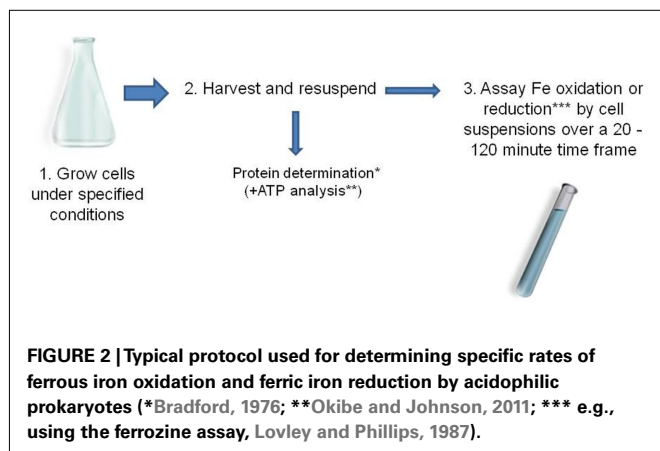 1. Grow cells
under specified
conditions
2. Harvest and resuspend
Protein determination*
(+ATP analysis**)
3. Assay Fe oxidation or
reduction*** by cell
suspensions over a 20 -
120 minute time frame
FIGURE 2 | Typical protocol used for determining specific rates of
ferrous iron oxidation and ferric iron reduction by acidophilic
prokaryotes (*Bradford, 1976; **Okibe and Johnson, 2011; *** e.g.,
using the ferrozine assay, Lovley and Phillips, 1987).